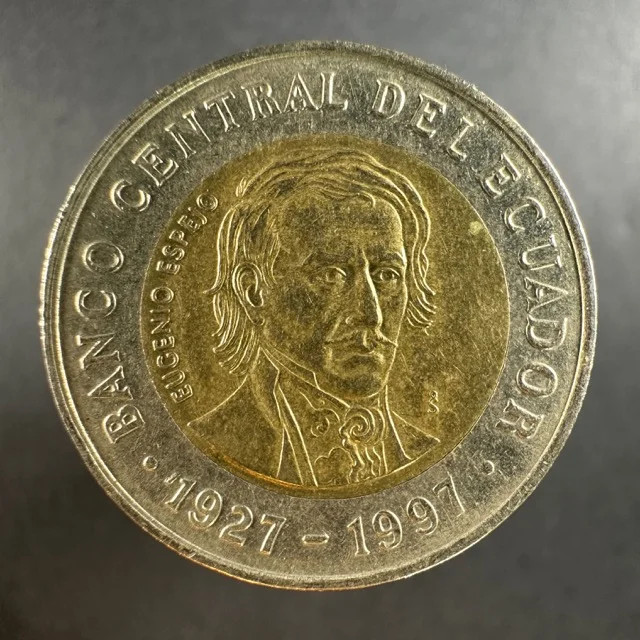 BANCO CENTRAL DEL ECUADOR
EUGENIO ESPEJO
· 1927 - 1997 ·